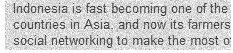 Indonesia is fast becoming one of the
countries in Asia, and now its farmers
social networking to make the most o